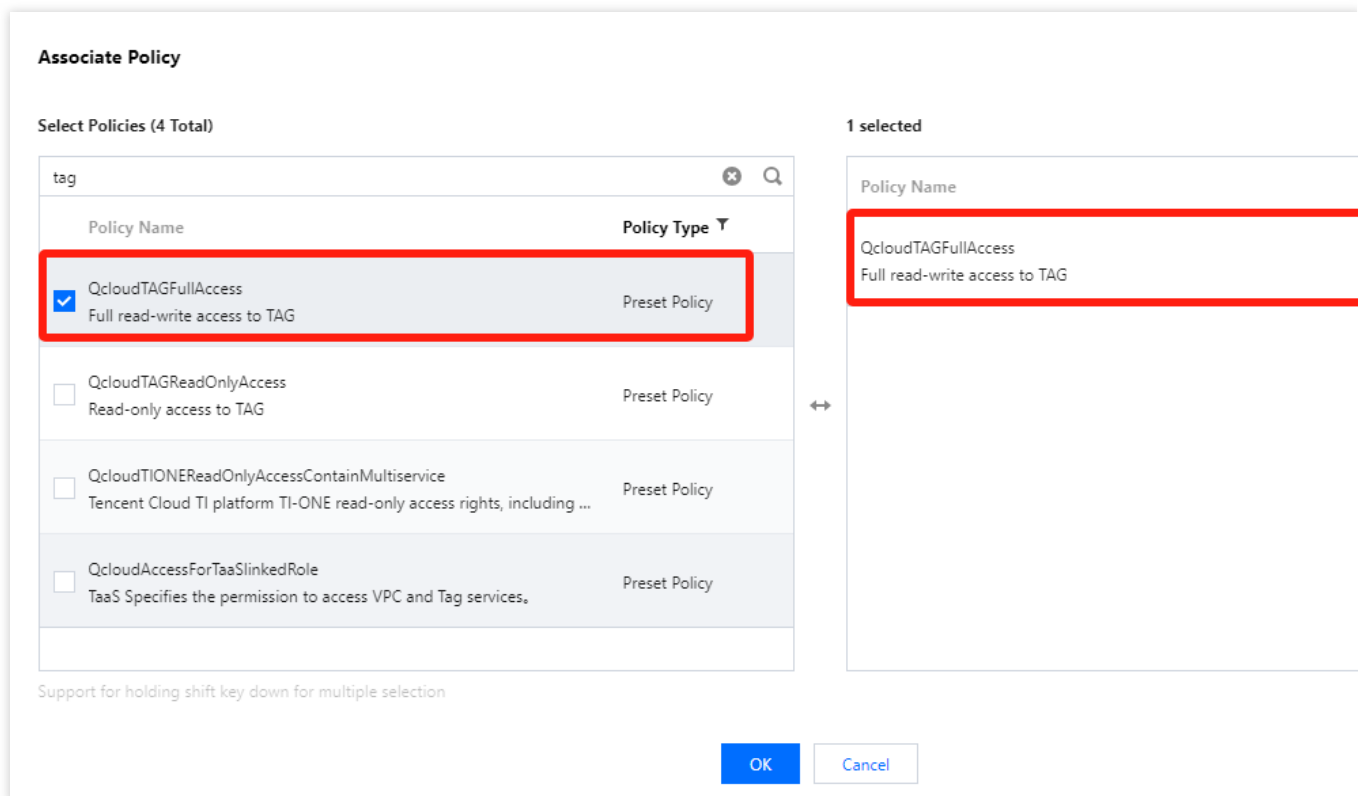 Associate Policy
Select Policies (4 Total)
tag
Policy Name Policy Type
QcloudTAGFullAccess
Full read-write access to TAG
Preset Policy
QcloudTAGReadOnlyAccess
Read-only access to TAG
Preset Policy
QcloudTIONEReadOnlyAccessContainMultiservice
Tencent Cloud TI platform TI-ONE read-only access rights, including ...
Preset Policy
QcloudAccessForTaaSlinkedRole
TaaS Specifies the permission to access VPC and Tag services。
Preset Policy
Support for holding shift key down for multiple selection
1 selected
Policy Name
QcloudTAGFullAccess
Full read-write access to TAG
OK Cancel